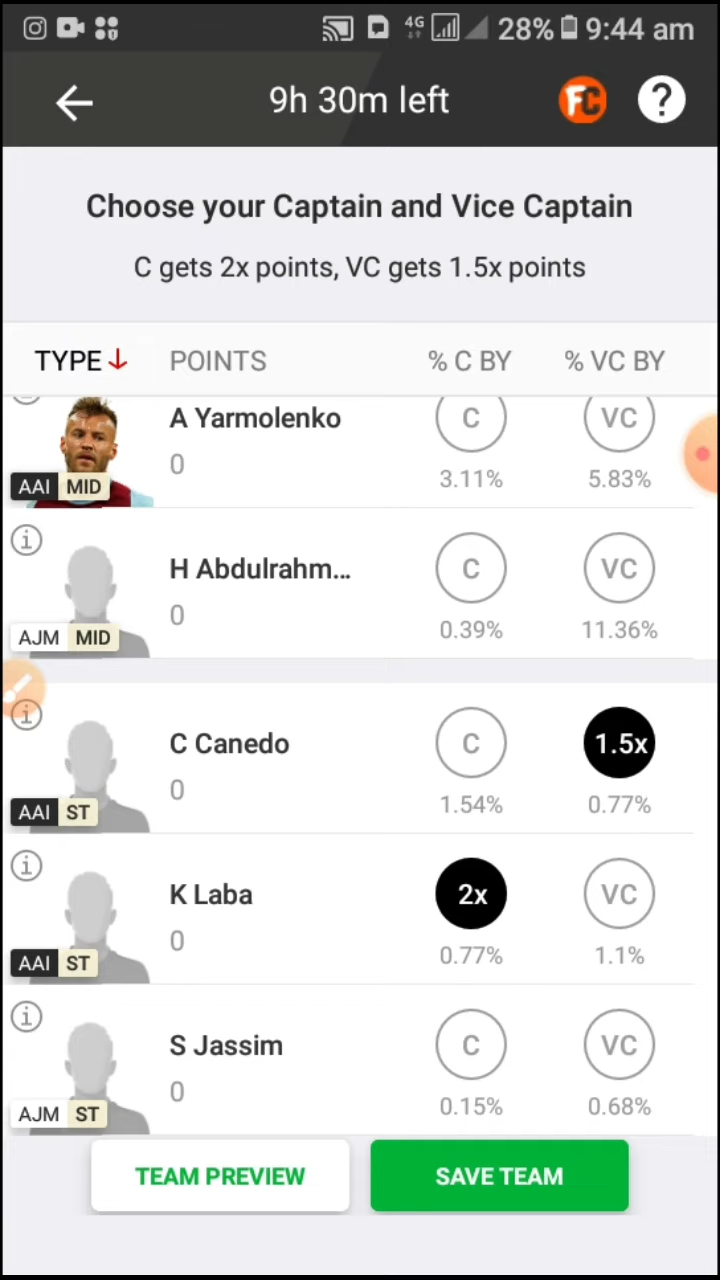 4G 28% 9:44 am
9h 30m left FC ?
Choose your Captain and Vice Captain
C gets 2x points, VC gets 1.5x points
TYPE↓ POINTS % C BY % VC BY
A Yarmolenko C VC
0
3.11% 5.83%
AAI MID
i
H Abdulrahm... C VC
0
0.39% 11.36%
AJM MID
i
C Canedo C 1.5x
0
1.54% 0.77%
AAI ST
i
K Laba 2x VC
0
0.77% 1.1%
AAI ST
i
S Jassim C VC
0
0.15% 0.68%
AJM ST
TEAM PREVIEW SAVE TEAM